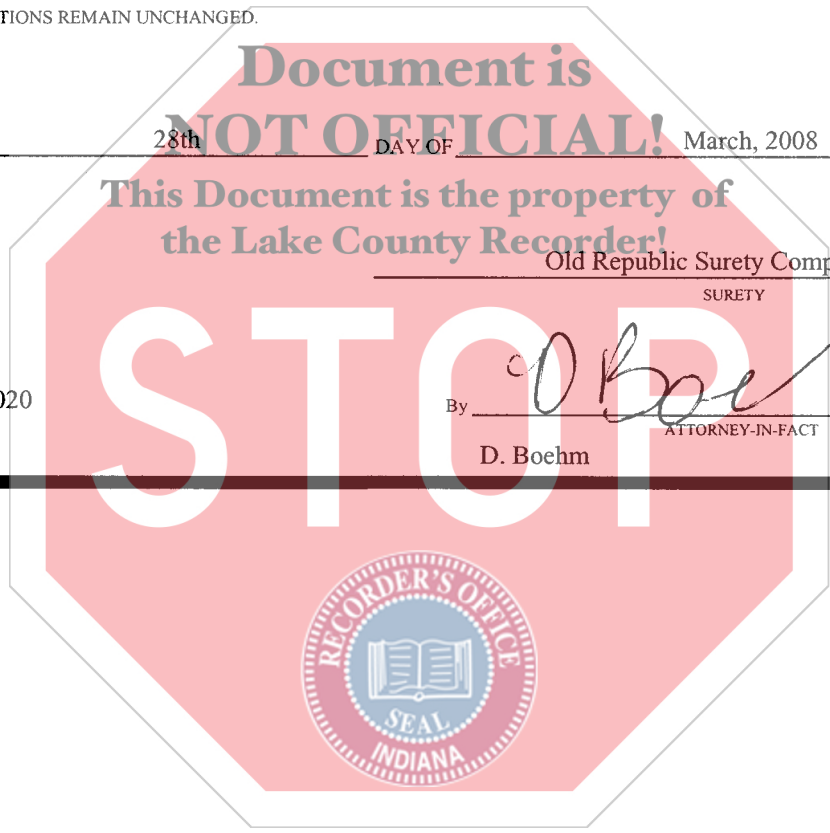 TIONS REMAIN UNCHANGED.
Document is
NOT OFFICIAL!
28th DAY OF March, 2008
This Document is the property of
the Lake County Recorder!
Old Republic Surety Comp
SURETY
STOP
020
By D Boe
ATTORNEY-IN-FACT
D. Boehm
RECORDER'S OFFICE
SEAL
INDIANA